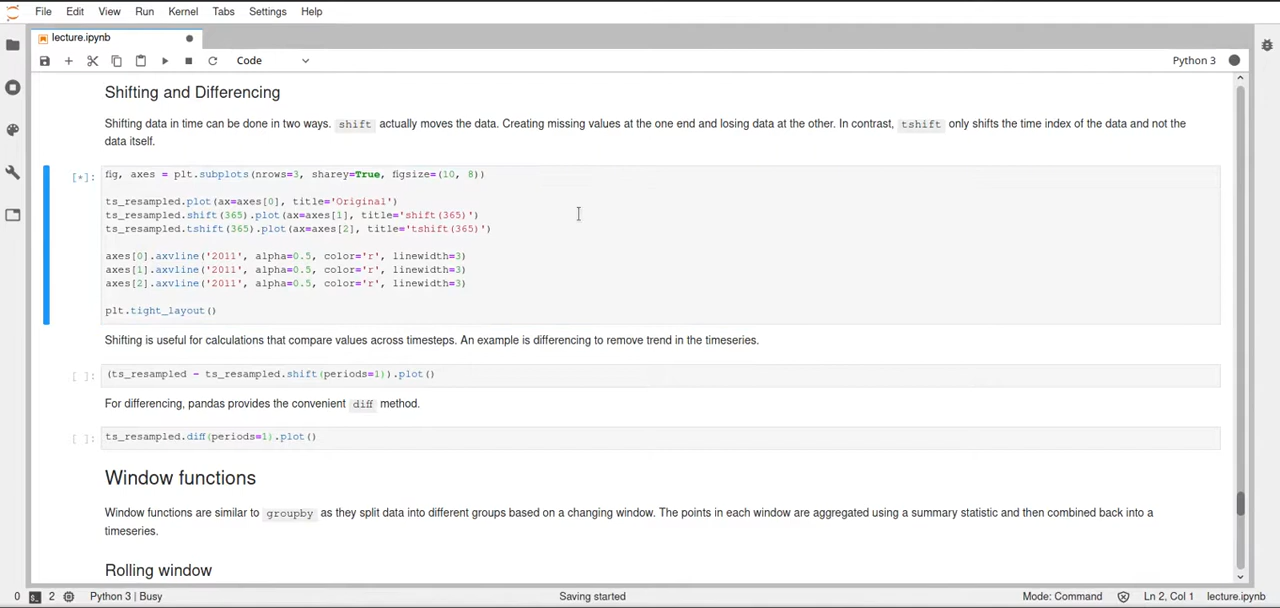 File Edit View Run Kernel Tabs Settings Help
lecture.ipynb
Code
Python 3
Shifting and Differencing
Shifting data in time can be done in two ways. shift actually moves the data. Creating missing values at the one end and losing data at the other. In contrast, tshift only shifts the time index of the data and not the
data itself.
[*]:
fig, axes = plt.subplots(nrows=3, sharey=True, figsize=(10, 8))
ts_resampled.plot(ax=axes[0], title='Original')
ts_resampled.shift(365).plot(ax=axes[1], title='shift(365)')
ts_resampled.tshift(365).plot(ax=axes[2], title='tshift(365)')
axes[0].axvline('2011', alpha=0.5, color='r', linewidth=3)
axes[1].axvline('2011', alpha=0.5, color='r', linewidth=3)
axes[2].axvline('2011', alpha=0.5, color='r', linewidth=3)
plt.tight_layout()
Shifting is useful for calculations that compare values across timesteps. An example is differencing to remove trend in the timeseries.
[ ]: (ts_resampled - ts_resampled.shift(periods=1)).plot()
For differencing, pandas provides the convenient diff method.
[ ]: ts_resampled.diff(periods=1).plot()
Window functions
Window functions are similar to groupby as they split data into different groups based on a changing window. The points in each window are aggregated using a summary statistic and then combined back into a
timeseries.
Rolling window
0 2 Python 3 | Busy Saving started Mode: Command Ln 2, Col 1 lecture.ipynb